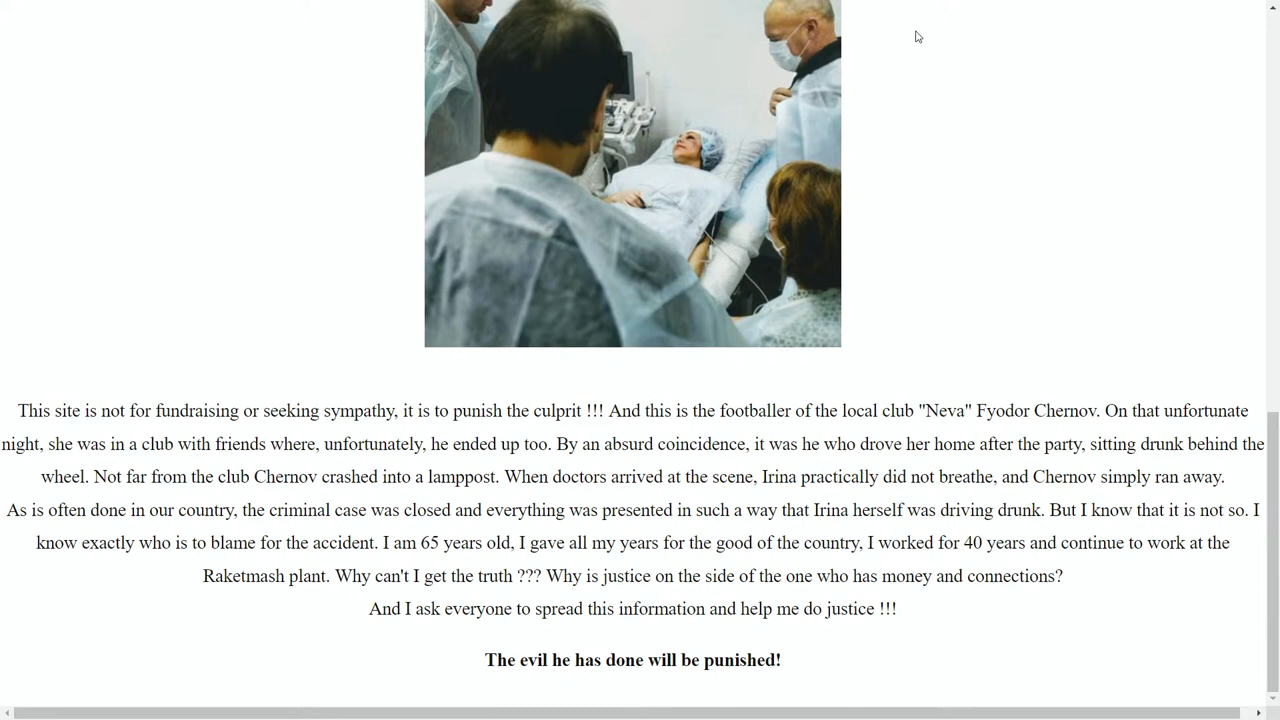 This site is not for fundraising or seeking sympathy, it is to punish the culprit !!! And this is the footballer of the local club "Neva" Fyodor Chernov. On that unfortunate
night, she was in a club with friends where, unfortunately, he ended up too. By an absurd coincidence, it was he who drove her home after the party, sitting drunk behind the
wheel. Not far from the club Chernov crashed into a lamppost. When doctors arrived at the scene, Irina practically did not breathe, and Chernov simply ran away.
As is often done in our country, the criminal case was closed and everything was presented in such a way that Irina herself was driving drunk. But I know that it is not so. I
know exactly who is to blame for the accident. I am 65 years old, I gave all my years for the good of the country, I worked for 40 years and continue to work at the
Raketmash plant. Why can't I get the truth ??? Why is justice on the side of the one who has money and connections?
And I ask everyone to spread this information and help me do justice !!!
The evil he has done will be punished!